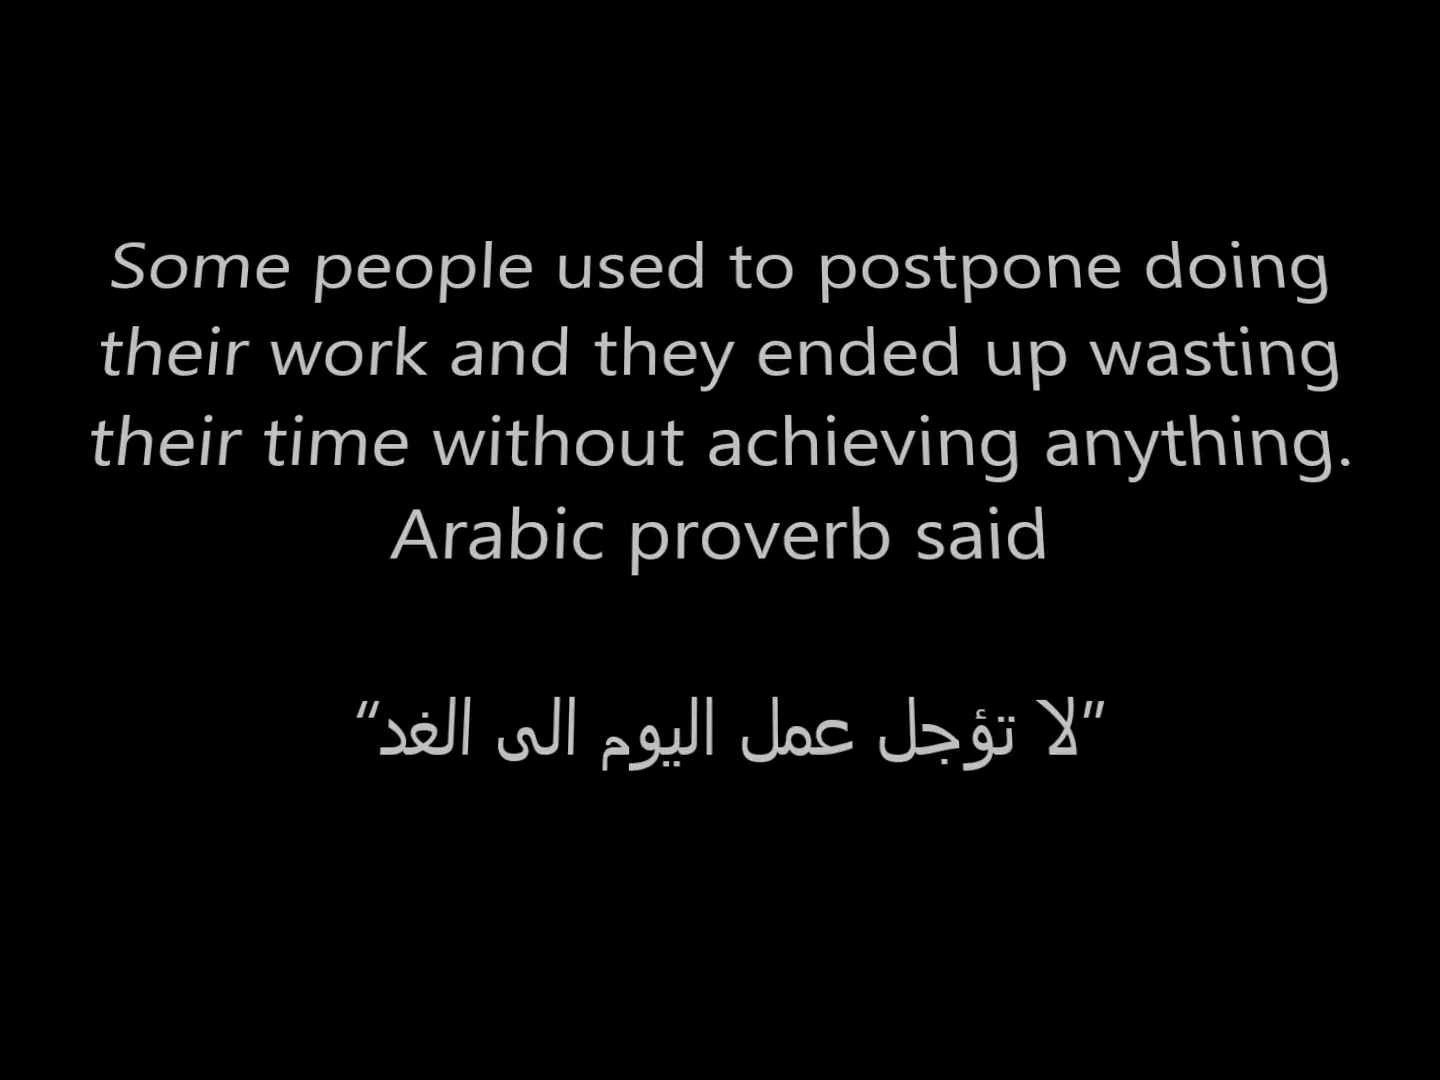 Some people used to postpone doing
their work and they ended up wasting
their time without achieving anything.
Arabic proverb said
”لا تؤجل عمل اليوم الى الغد“